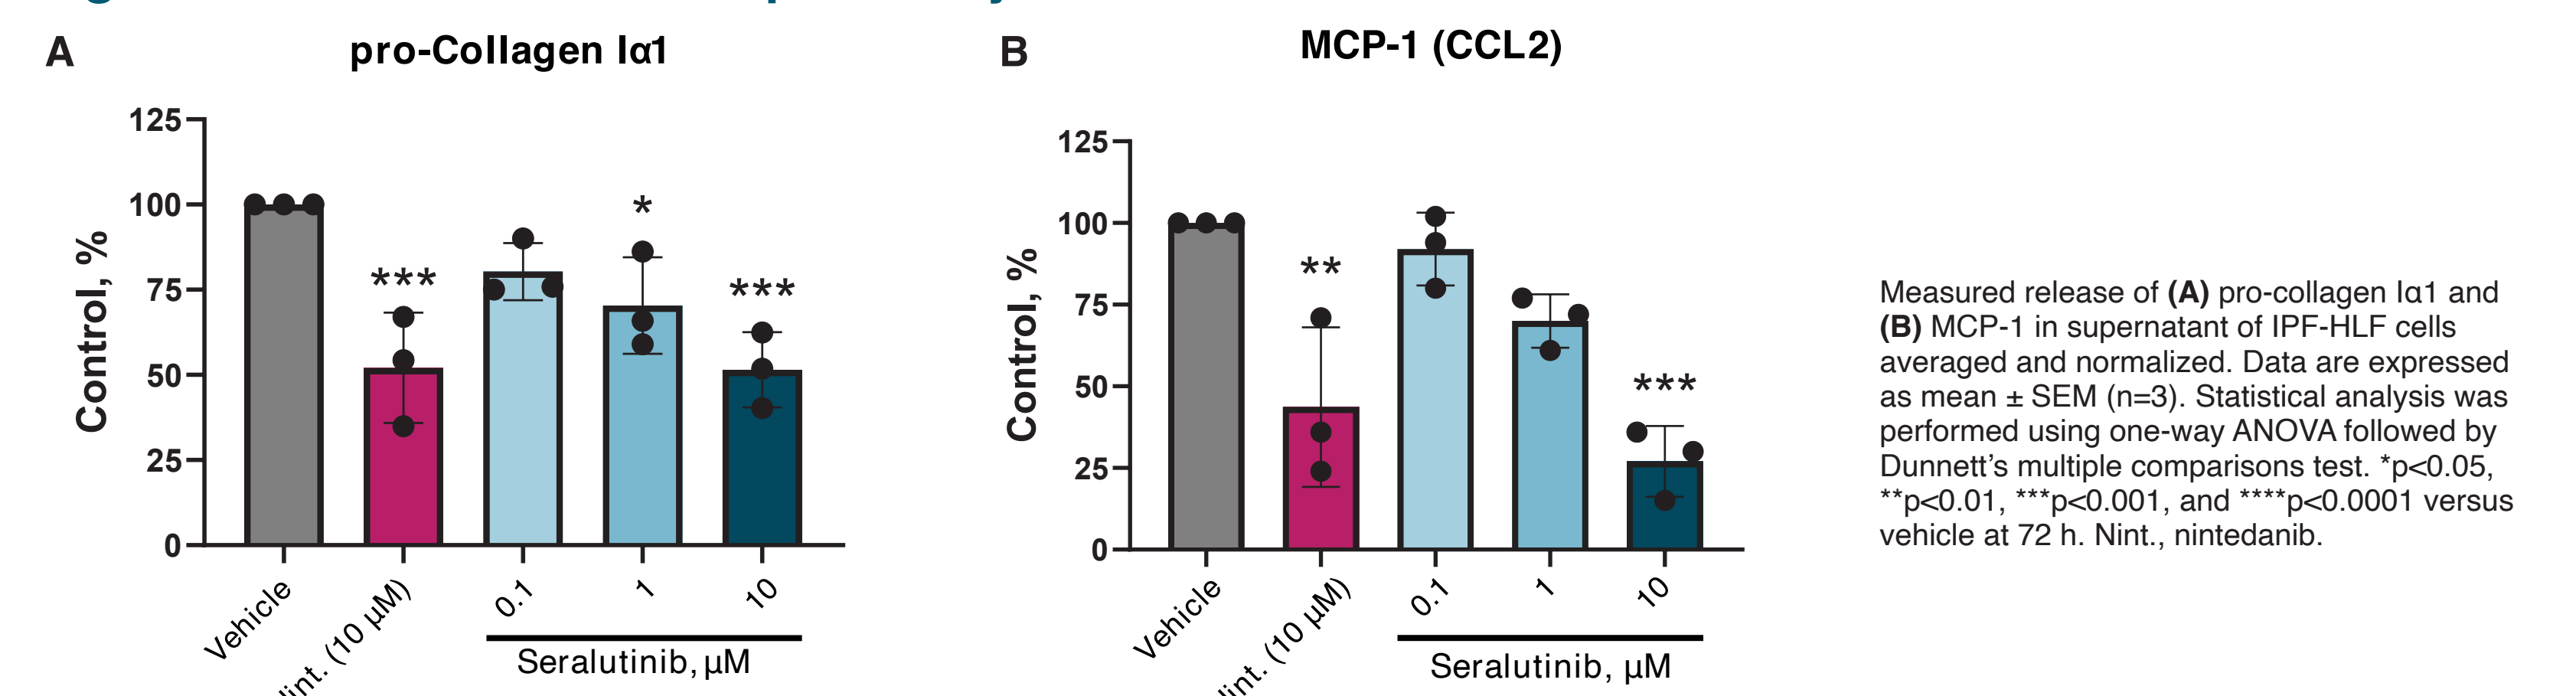 A
pro-Collagen Iα1
Control, %
125
100
75
50
25
0
***
*
***
Vehicle
(10 μM)
0.1
1
10
Seralutinib, μM
B
MCP-1 (CCL2)
Control, %
125
100
75
50
25
0
**
***
Vehicle
(10 μM)
0.1
1
10
Seralutinib, μM
Measured release of (A) pro-collagen Iα1 and
(B) MCP-1 in supernatant of IPF-HLF cells
averaged and normalized. Data are expressed
as mean ± SEM (n=3). Statistical analysis was
performed using one-way ANOVA followed by
Dunnett’s multiple comparisons test. *p<0.05,
**p<0.01, ***p<0.001, and ****p<0.0001 versus
vehicle at 72 h. Nint., nintedanib.